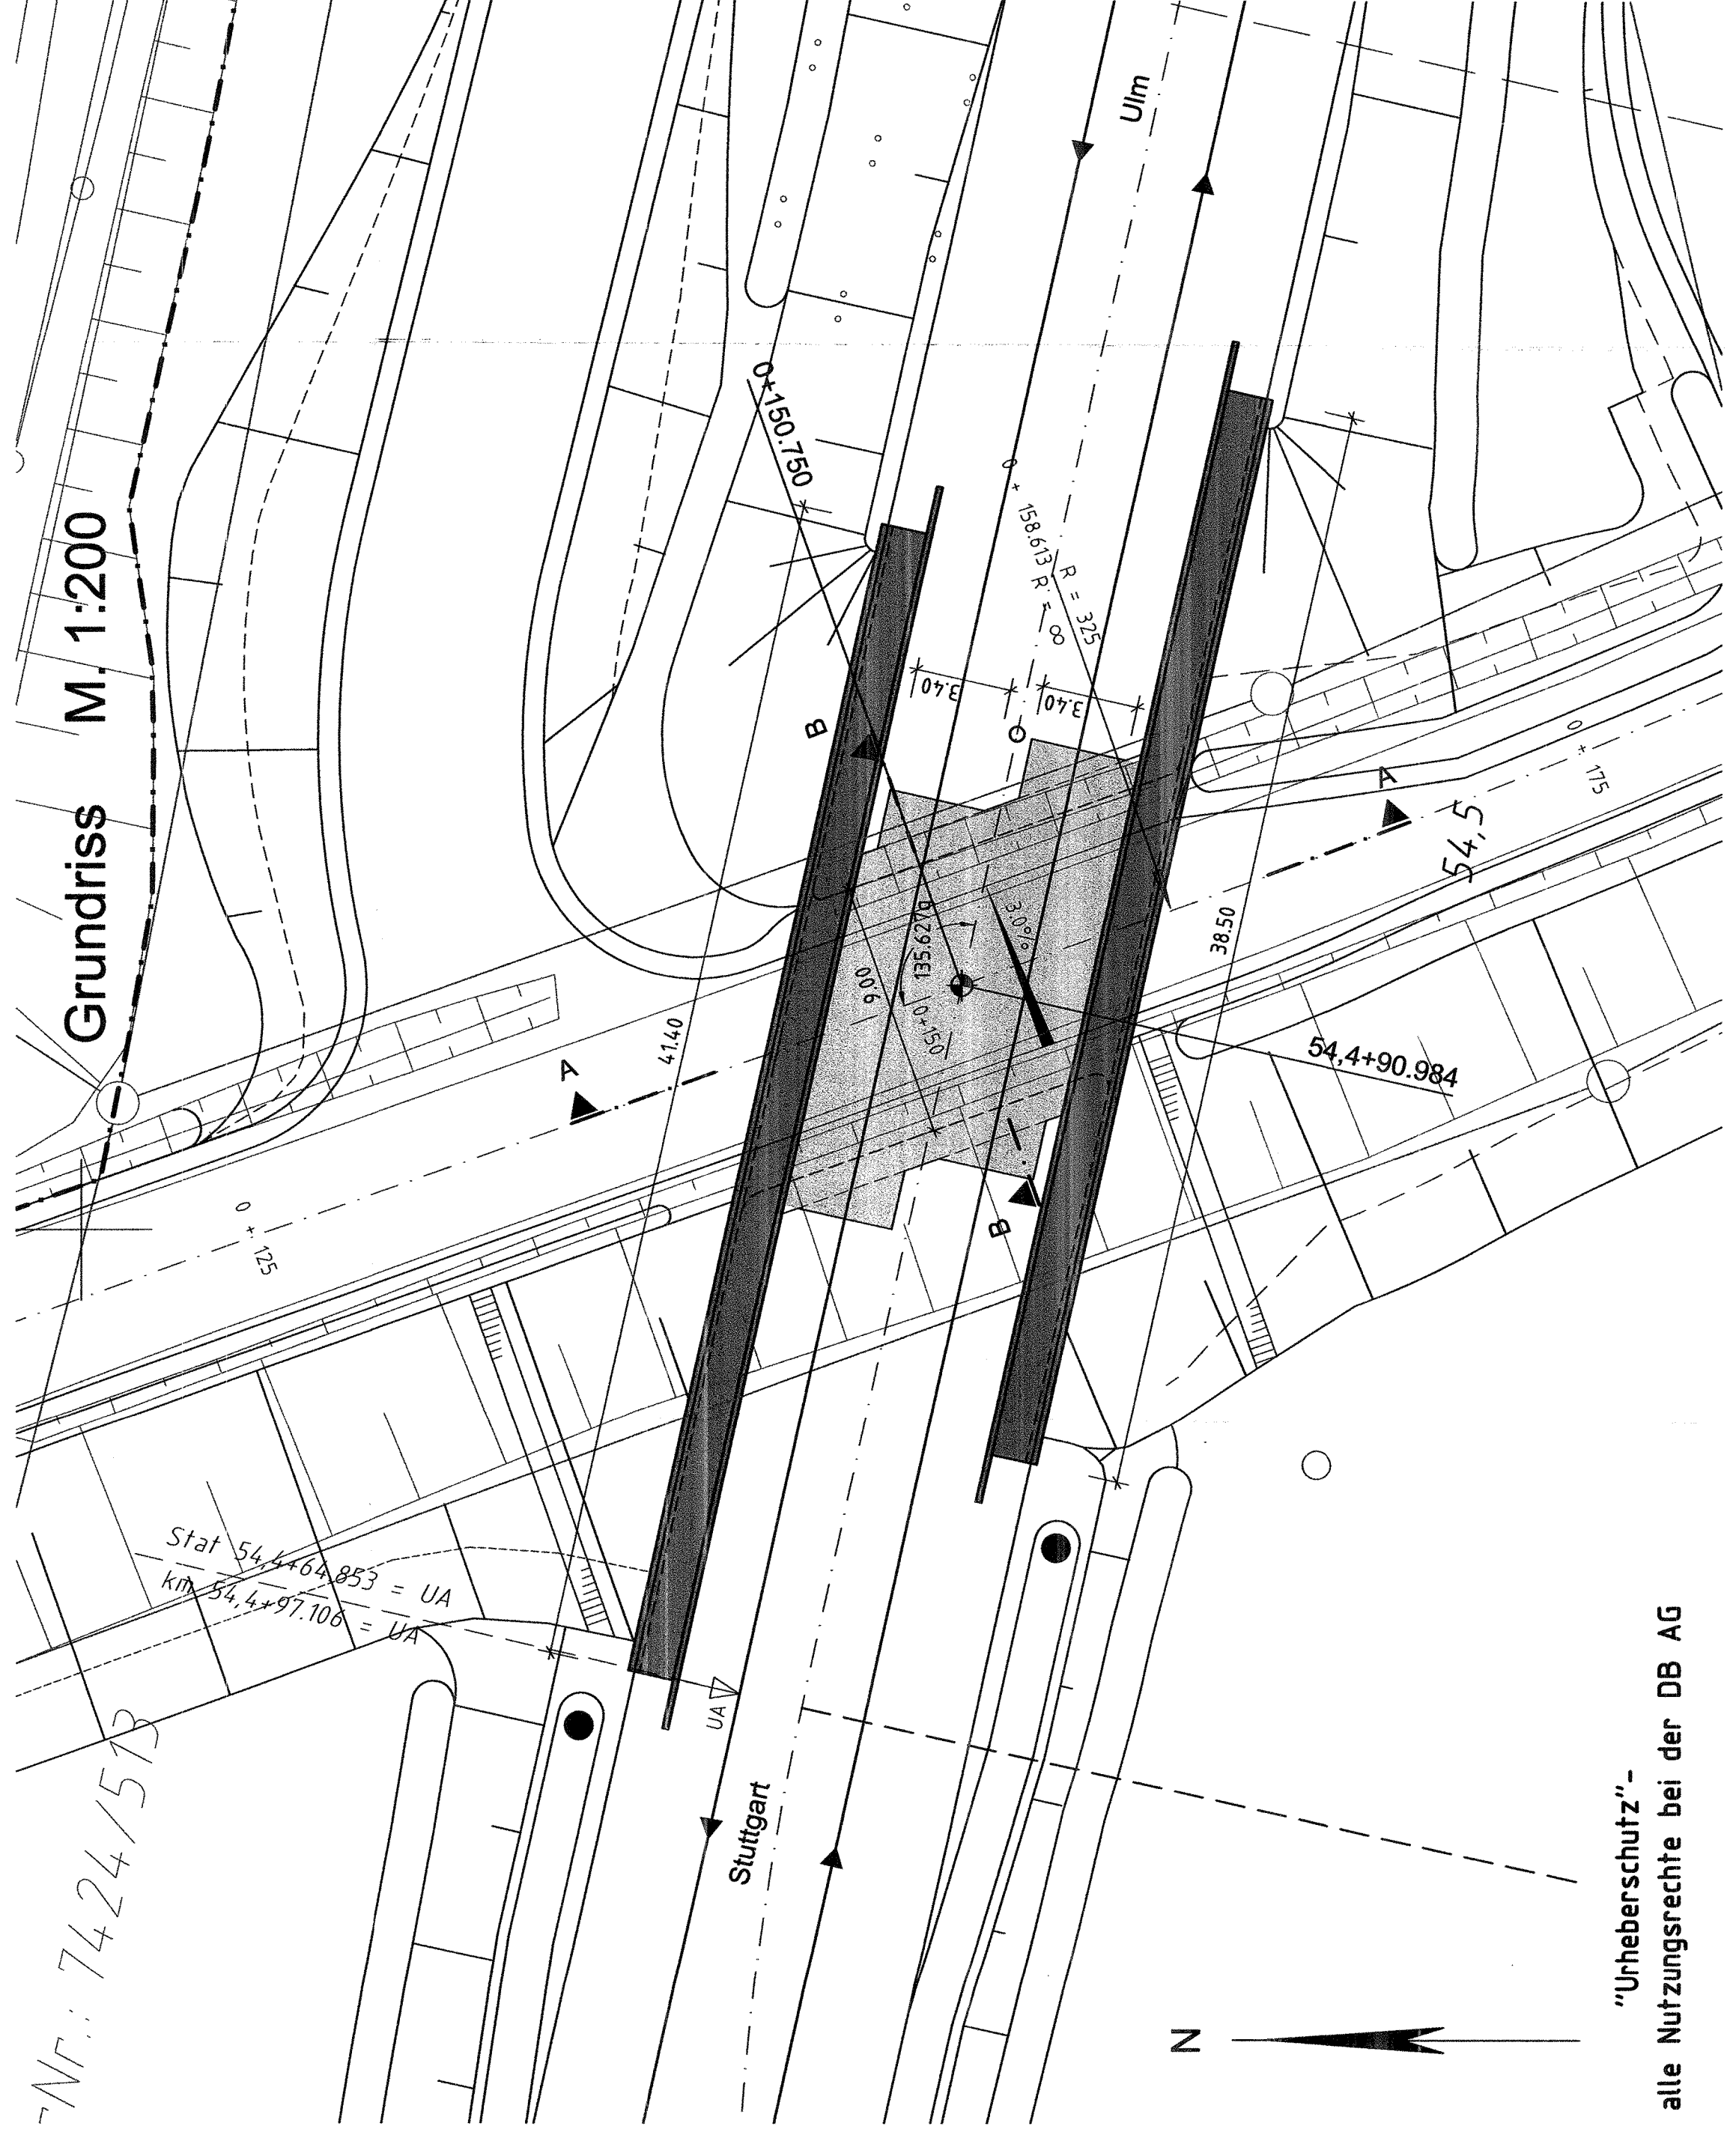 Grundriss M. 1:200
Ulm
0+150.750
0 + 158.613
R = 325
R = ∞
3.40
3.40
B
A
54,5
0 + 175
135.627g
9.00
3.0%
0+150
38.50
41.40
A
54,4+90.984
B
0 + 125
Stat 54,4+64.853 = UA
km 54,4+97.106 = UA
UA
Nr.: 7424/513
Stuttgart
N
"Urheberschutz"-
alle Nutzungsrechte bei der DB AG